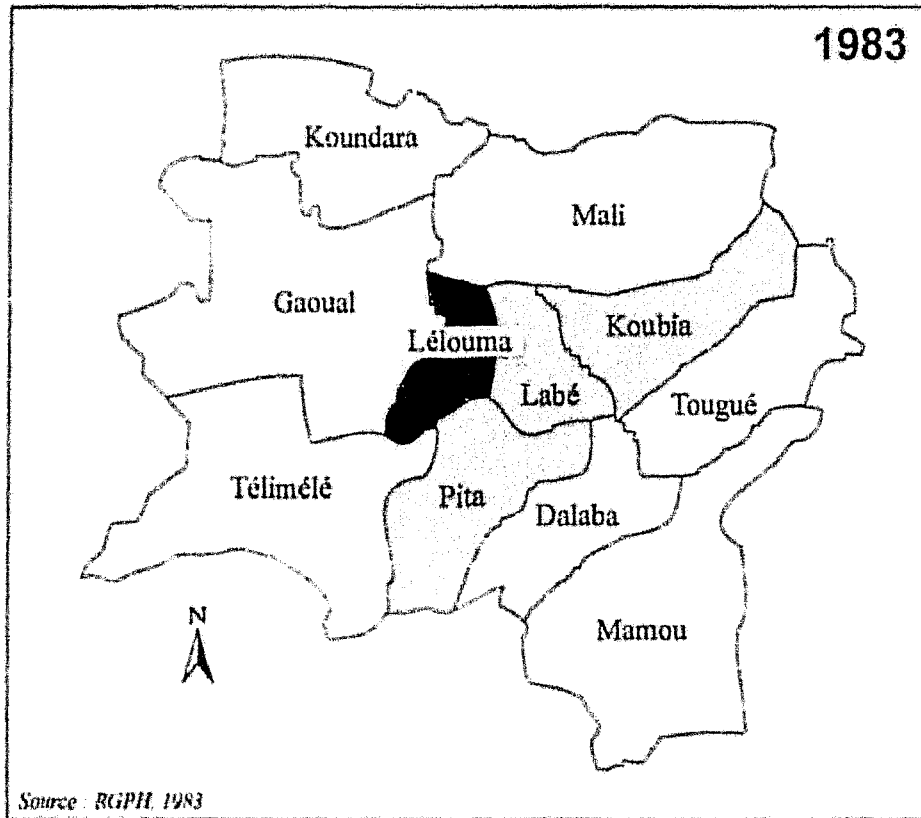 1983
Koundara
Mali
Gaoual
Koubia
Lélouma
Labé
Tougué
Télimélé
Pita
Dalaba
N
Mamou
Source : RGPH, 1983